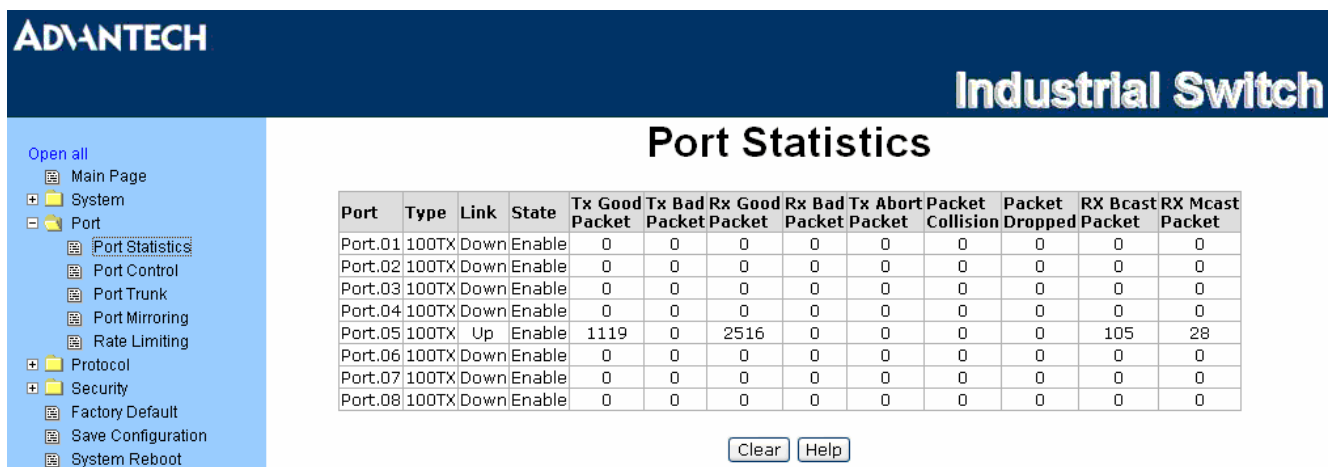 ADVANTECH
Industrial Switch
Open all
Main Page
System
Port
Port Statistics
Port Control
Port Trunk
Port Mirroring
Rate Limiting
Protocol
Security
Factory Default
Save Configuration
System Reboot
Port Statistics
Port Type Link State Tx Good Packet Tx Bad Packet Rx Good Packet Rx Bad Packet Tx Abort Packet Packet Collision Packet Dropped RX Bcast Packet RX Mcast Packet
Port.01 100TX Down Enable 0 0 0 0 0 0 0 0 0
Port.02 100TX Down Enable 0 0 0 0 0 0 0 0 0
Port.03 100TX Down Enable 0 0 0 0 0 0 0 0 0
Port.04 100TX Down Enable 0 0 0 0 0 0 0 0 0
Port.05 100TX Up Enable 1119 0 2516 0 0 0 0 105 28
Port.06 100TX Down Enable 0 0 0 0 0 0 0 0 0
Port.07 100TX Down Enable 0 0 0 0 0 0 0 0 0
Port.08 100TX Down Enable 0 0 0 0 0 0 0 0 0
Clear Help